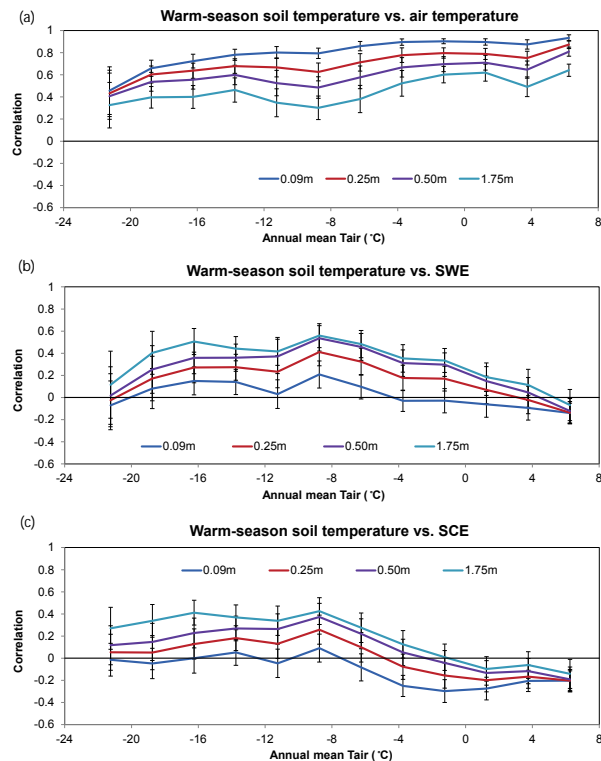 (a)
Warm-season soil temperature vs. air temperature
1
0.8
0.6
0.4
0.2
0
-0.2
-0.4
-0.6
Correlation
0.09m 0.25m 0.50m 1.75m
-24 -20 -16 -12 -8 -4 0 4 8
Annual mean Tair (°C)
(b)
Warm-season soil temperature vs. SWE
1
0.8
0.6
0.4
0.2
0
-0.2
-0.4
-0.6
Correlation
0.09m 0.25m 0.50m 1.75m
-24 -20 -16 -12 -8 -4 0 4 8
Annual mean Tair (°C)
(c)
Warm-season soil temperature vs. SCE
1
0.8
0.6
0.4
0.2
0
-0.2
-0.4
-0.6
Correlation
0.09m 0.25m 0.50m 1.75m
-24 -20 -16 -12 -8 -4 0 4 8
Annual mean Tair (°C)